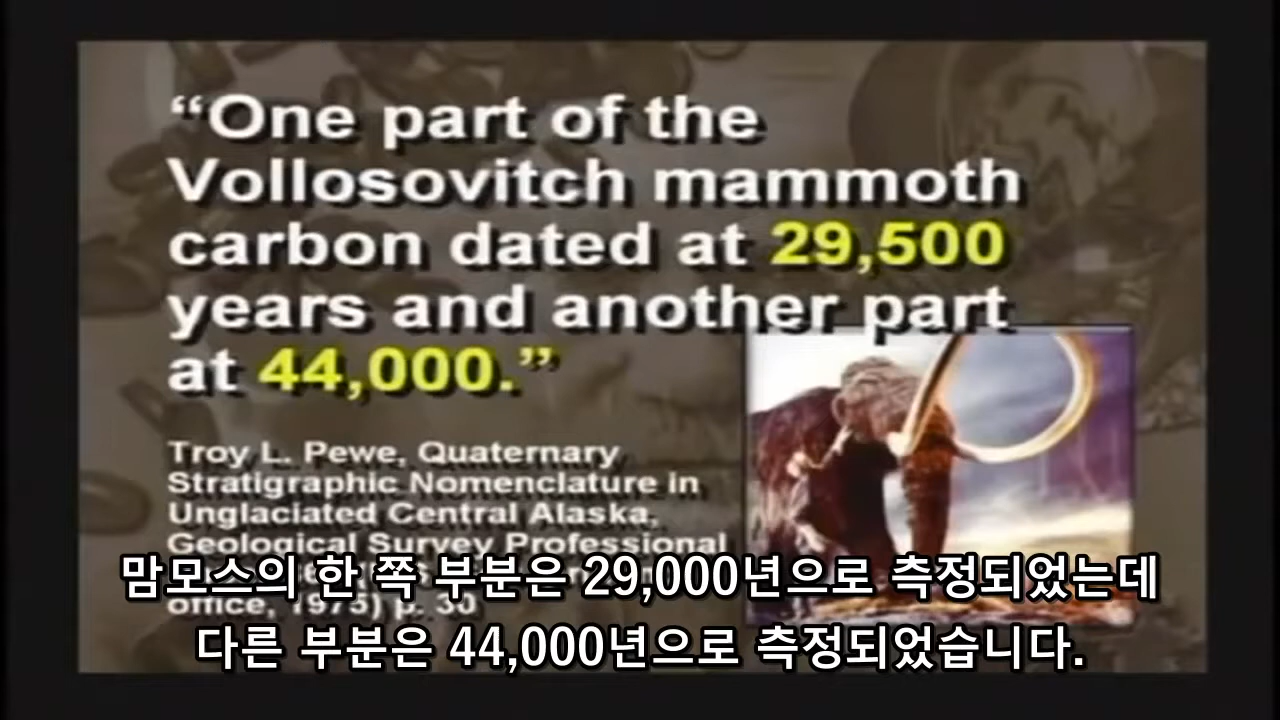 “One part of the
Vollosovitch mammoth
carbon dated at 29,500
years and another part
at 44,000.”
Troy L. Pewe, Quaternary
Stratigraphic Nomenclature in
Unglaciated Central Alaska,
Geological Survey Professional
office, 1975) p. 30
맘모스의 한 쪽 부분은 29,000년으로 측정되었는데
다른 부분은 44,000년으로 측정되었습니다.